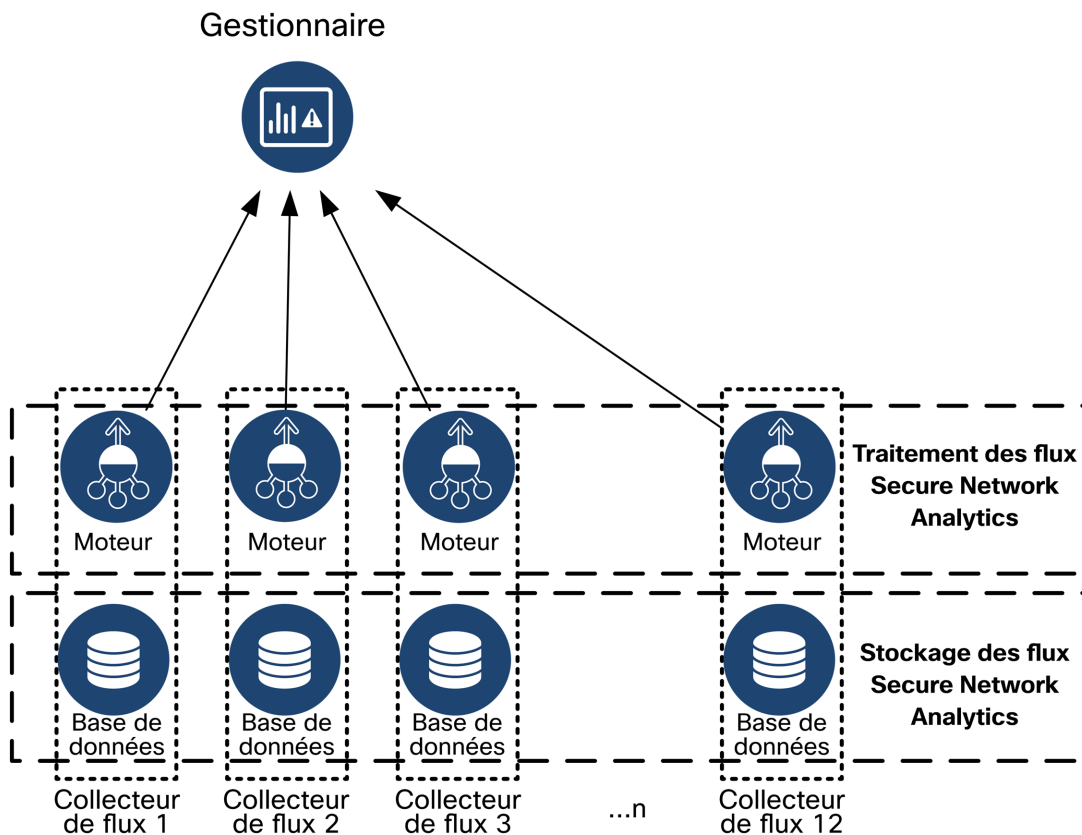 Gestionnaire
Moteur
Moteur
Moteur
Moteur
Traitement des flux
Secure Network
Analytics
Base de
données
Base de
données
Base de
données
Base de
données
Stockage des flux
Secure Network
Analytics
Collecteur
de flux 1
Collecteur
de flux 2
Collecteur
de flux 3
...n
Collecteur
de flux 12